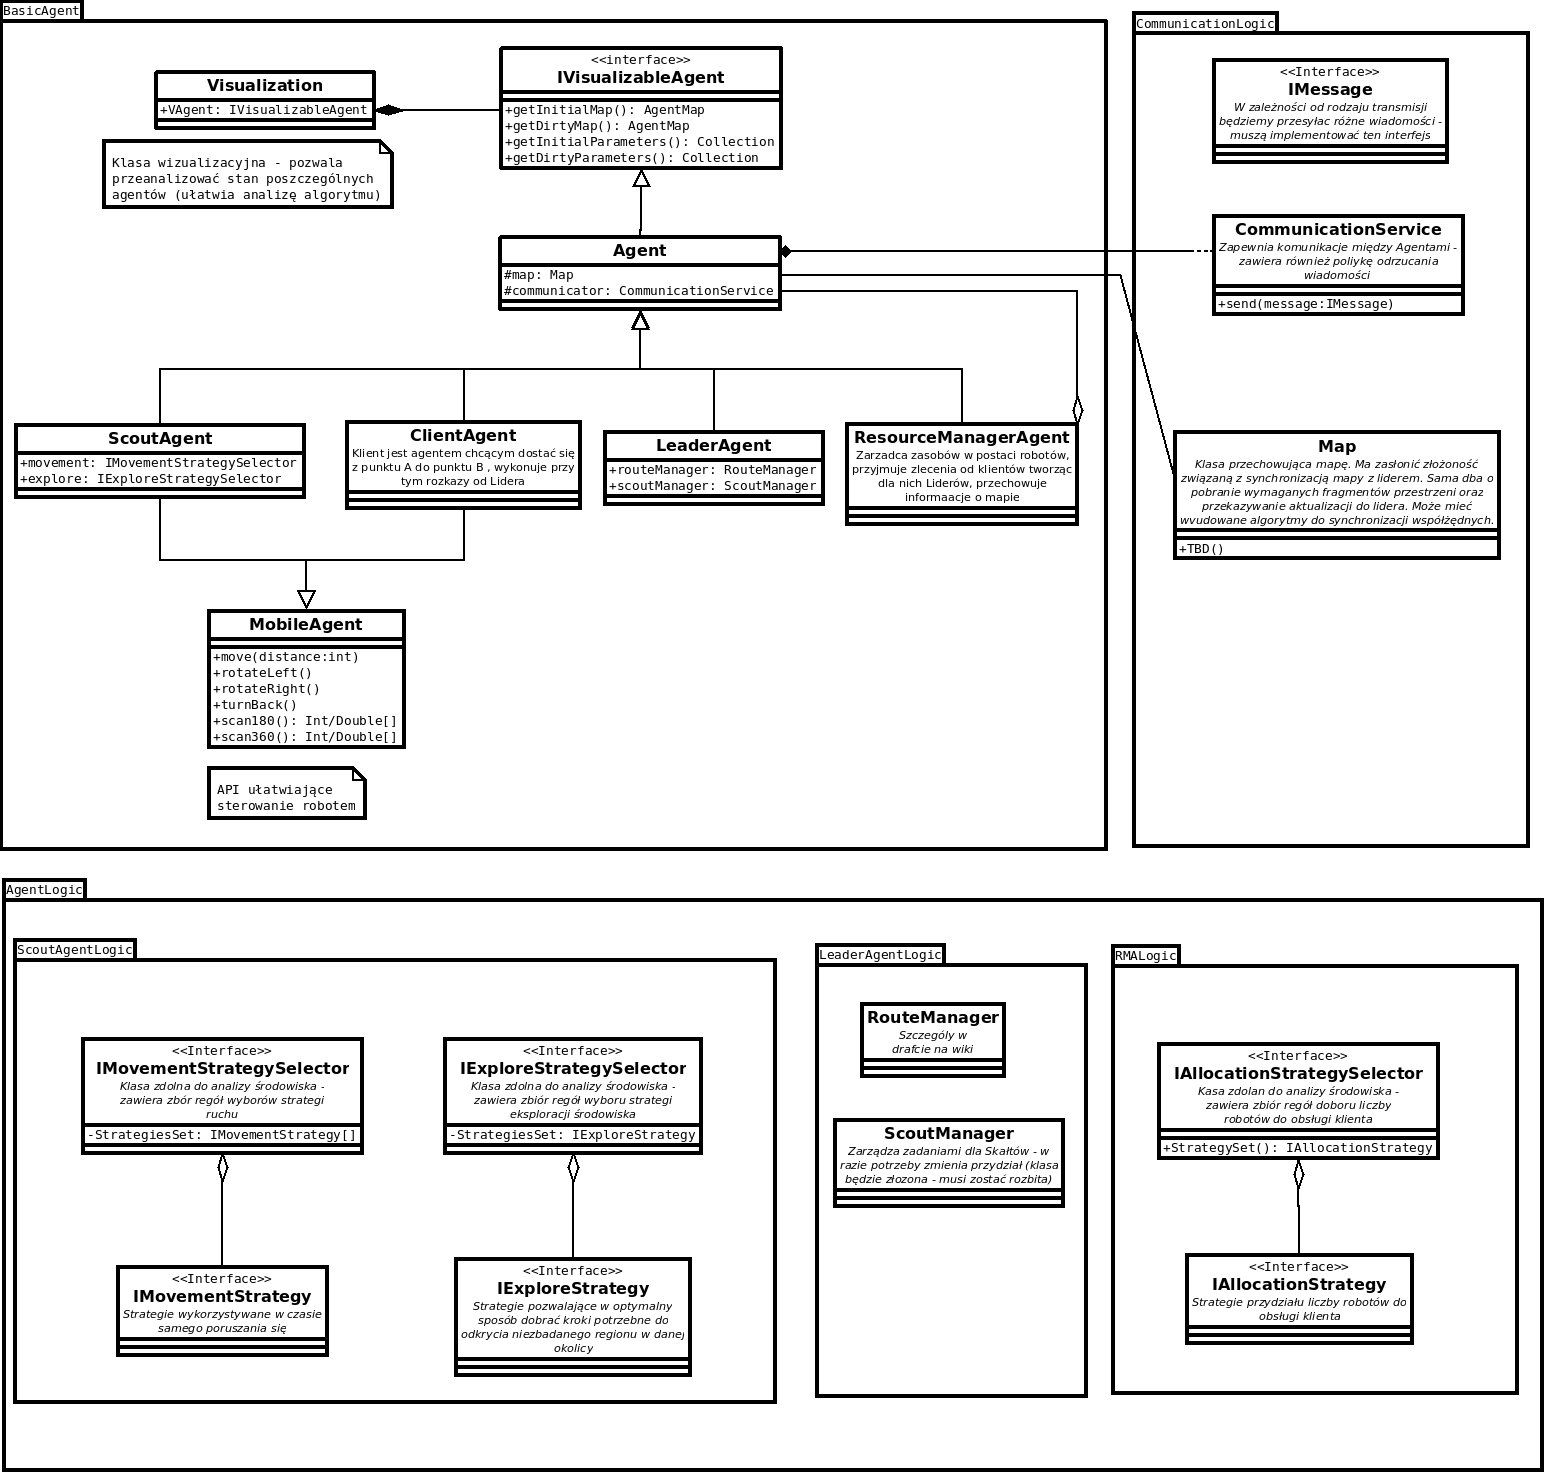 BasicAgent
Visualization
+VAgent: IVisualizableAgent
Klasa wizualizacyjna - pozwala
przeanalizować stan poszczególnych
agentów (ułatwia analizę algorytmu)
<<interface>>
IVisualizableAgent
+getInitialMap(): AgentMap
+getDirtyMap(): AgentMap
+getInitialParameters(): Collection
+getDirtyParameters(): Collection
Agent
#map: Map
#communicator: CommunicationService
ScoutAgent
+movement: IMovementStrategySelector
+explore: IExploreStrategySelector
ClientAgent
Klient jest agentem chcącym dostać się
z punktu A do punktu B , wykonuje przy
tym rozkazy od Lidera
LeaderAgent
+routeManager: RouteManager
+scoutManager: ScoutManager
ResourceManagerAgent
Zarzadca zasobów w postaci robotów,
przyjmuje zlecenia od klientów tworząc
dla nich Liderów, przechowuje
informaacje o mapie
MobileAgent
+move(distance:int)
+rotateLeft()
+rotateRight()
+turnBack()
+scan180(): Int/Double[]
+scan360(): Int/Double[]
API ułatwiające
sterowanie robotem
CommunicationLogic
<<Interface>>
IMessage
W zależności od rodzaju transmisji
będziemy przesyłac różne wiadomości -
muszą implementować ten interfejs
CommunicationService
Zapewnia komunikacje między Agentami -
zawiera również poliykę odrzucania
wiadomości
+send(message:IMessage)
Map
Klasa przechowująca mapę. Ma zasłonić złożoność
związaną z synchronizacją mapy z liderem. Sama dba o
pobranie wymaganych fragmentów przestrzeni oraz
przekazywanie aktualizacji do lidera. Może mieć
wvudowane algorytmy do synchronizacji współżędnych.
+TBD()
AgentLogic
ScoutAgentLogic
<<Interface>>
IMovementStrategySelector
Klasa zdolna do analizy środowiska -
zawiera zbór regół wyborów strategi
ruchu
-StrategiesSet: IMovementStrategy[]
<<Interface>>
IExploreStrategySelector
Klasa zdolna do analizy środowiska -
zawiera zbiór regół wyboru strategi
eksploracji środowiska
-StrategiesSet: IExploreStrategy
<<Interface>>
IMovementStrategy
Strategie wykorzystywane w czasie
samego poruszania się
<<Interface>>
IExploreStrategy
Strategie pozwalające w optymalny
sposób dobrać kroki potrzebne do
odkrycia niezbadanego regionu w danej
okolicy
LeaderAgentLogic
RouteManager
Szczególy w
drafcie na wiki
ScoutManager
Zarządza zadaniami dla Skałtów - w
razie potrzeby zmienia przydział (klasa
będzie złozona - musi zostać rozbita)
RMALogic
<<Interface>>
IAllocationStrategySelector
Kasa zdolan do analizy środowiska -
zawiera zbiór regół doboru liczby
robotów do obsługi klienta
+StrategySet(): IAllocationStrategy
<<Interface>>
IAllocationStrategy
Strategie przydziału liczby robotów do
obsługi klienta